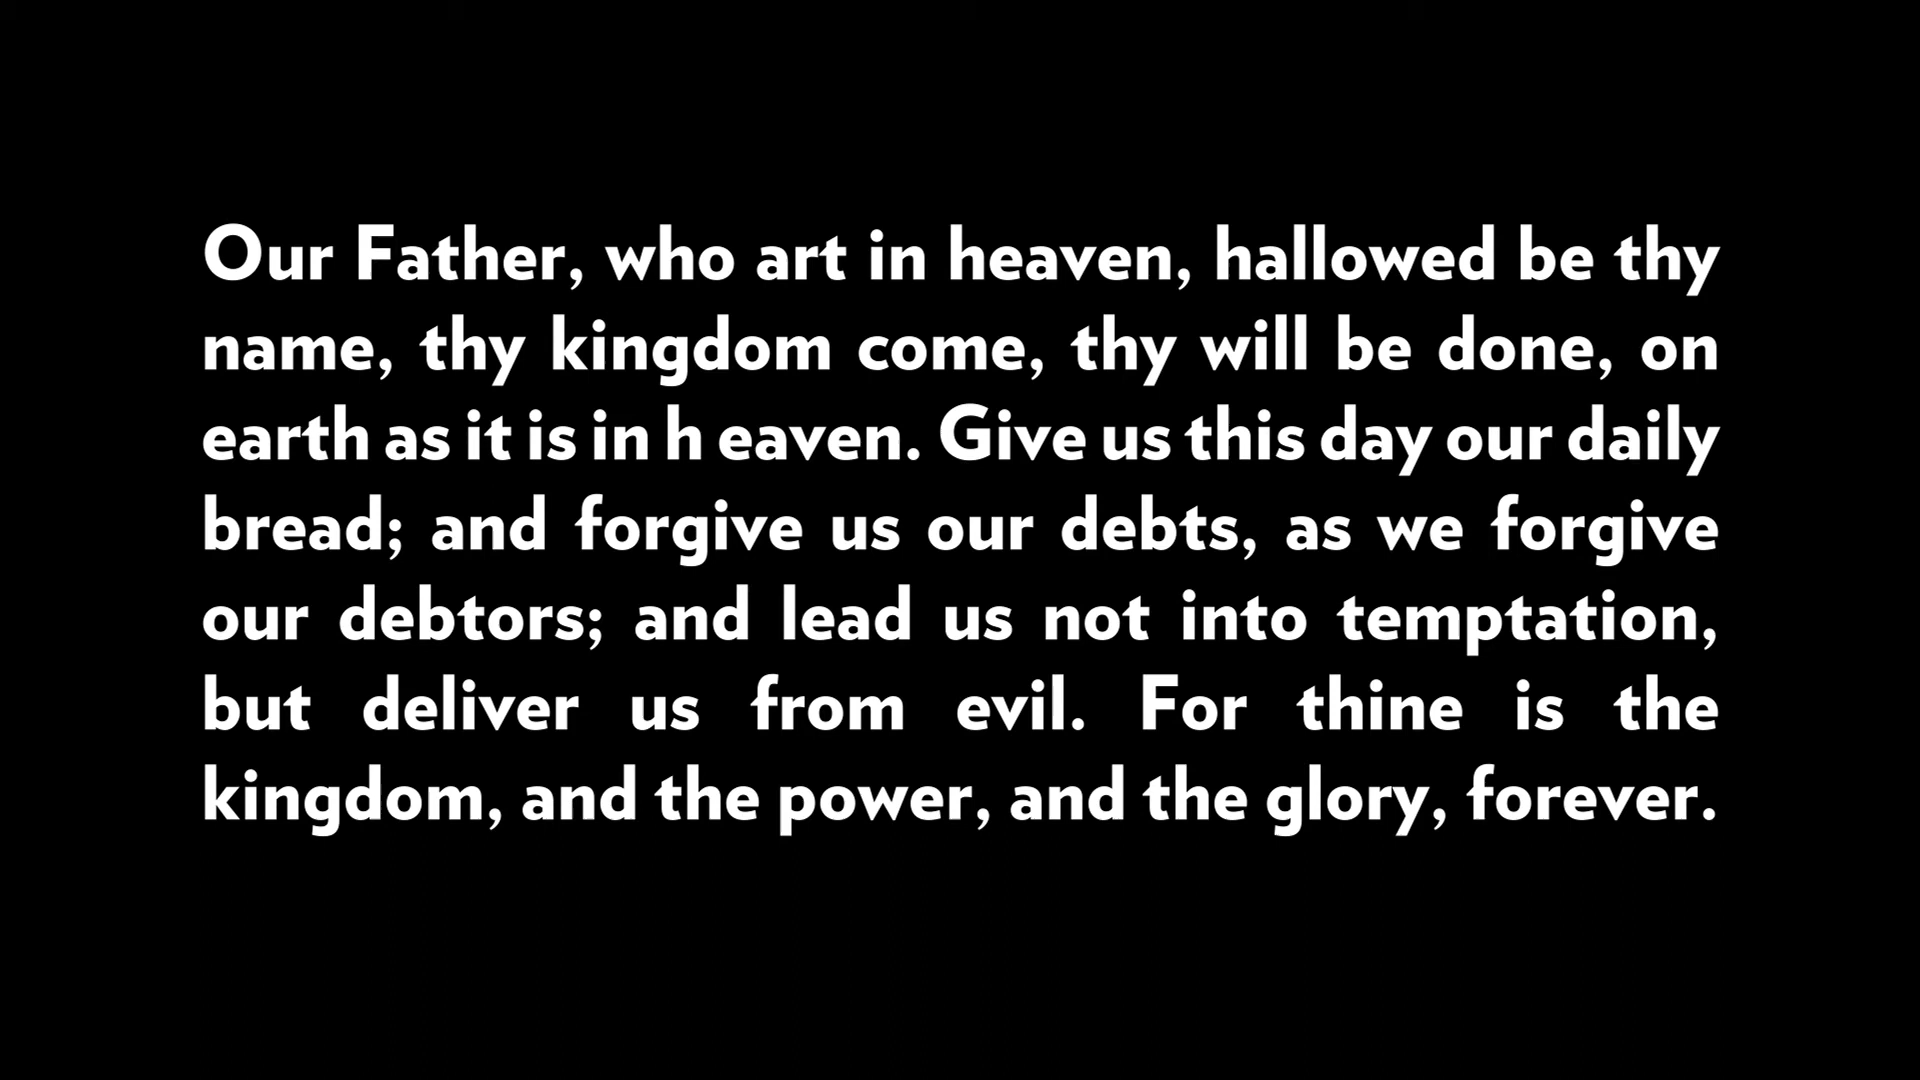 Our Father, who art in heaven, hallowed be thy
name, thy kingdom come, thy will be done, on
earth as it is in h eaven. Give us this day our daily
bread; and forgive us our debts, as we forgive
our debtors; and lead us not into temptation,
but deliver us from evil. For thine is the
kingdom, and the power, and the glory, forever.